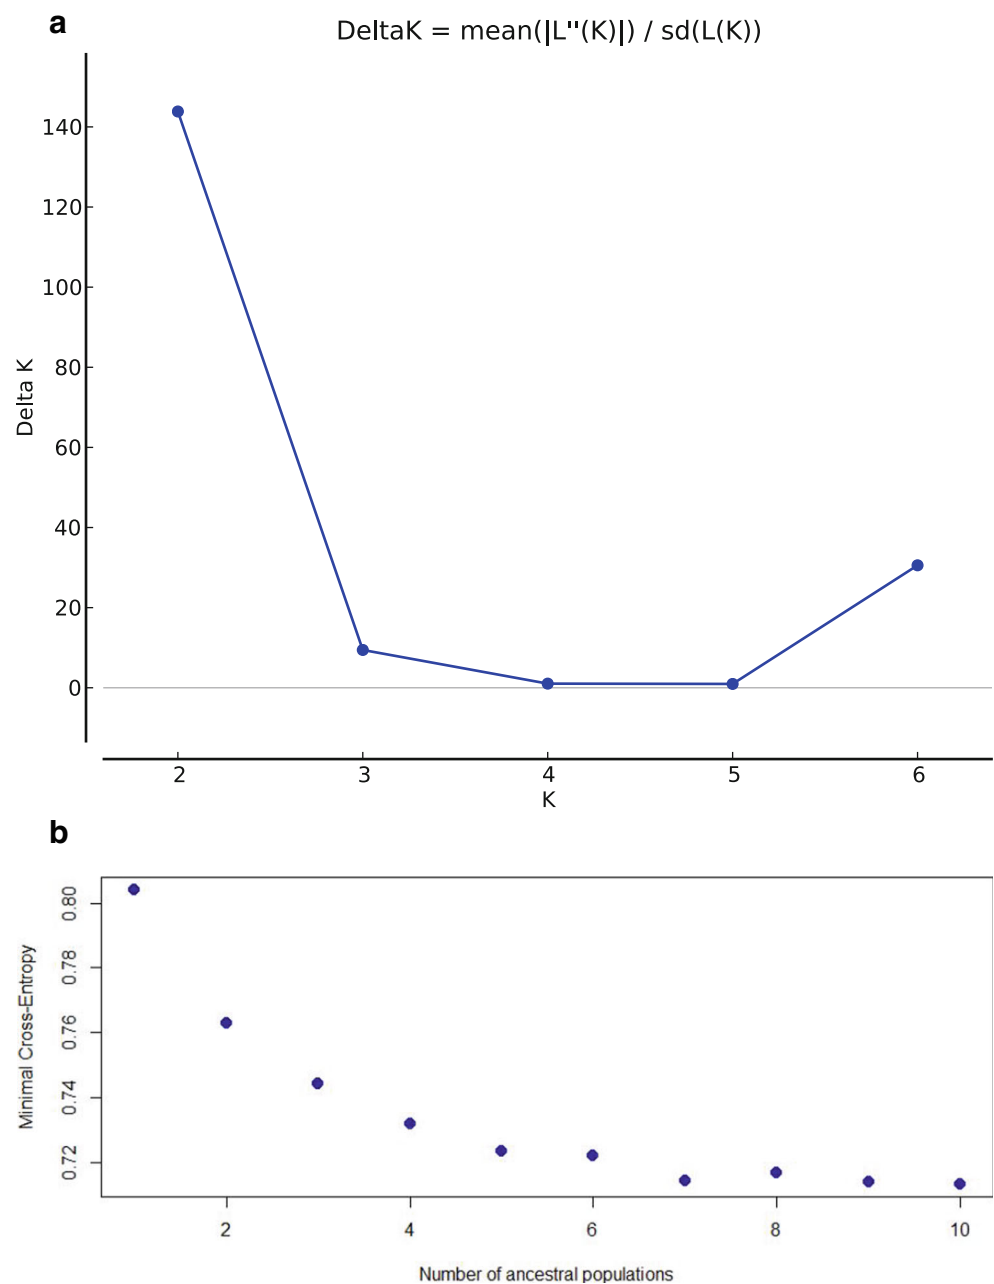 a
DeltaK = mean(|L"(K)|) / sd(L(K))
140
120
100
80
60
40
20
0
Delta K
2 3 4 5 6
K
b
0.80
0.78
0.76
0.74
0.72
Minimal Cross-Entropy
2 4 6 8 10
Number of ancestral populations